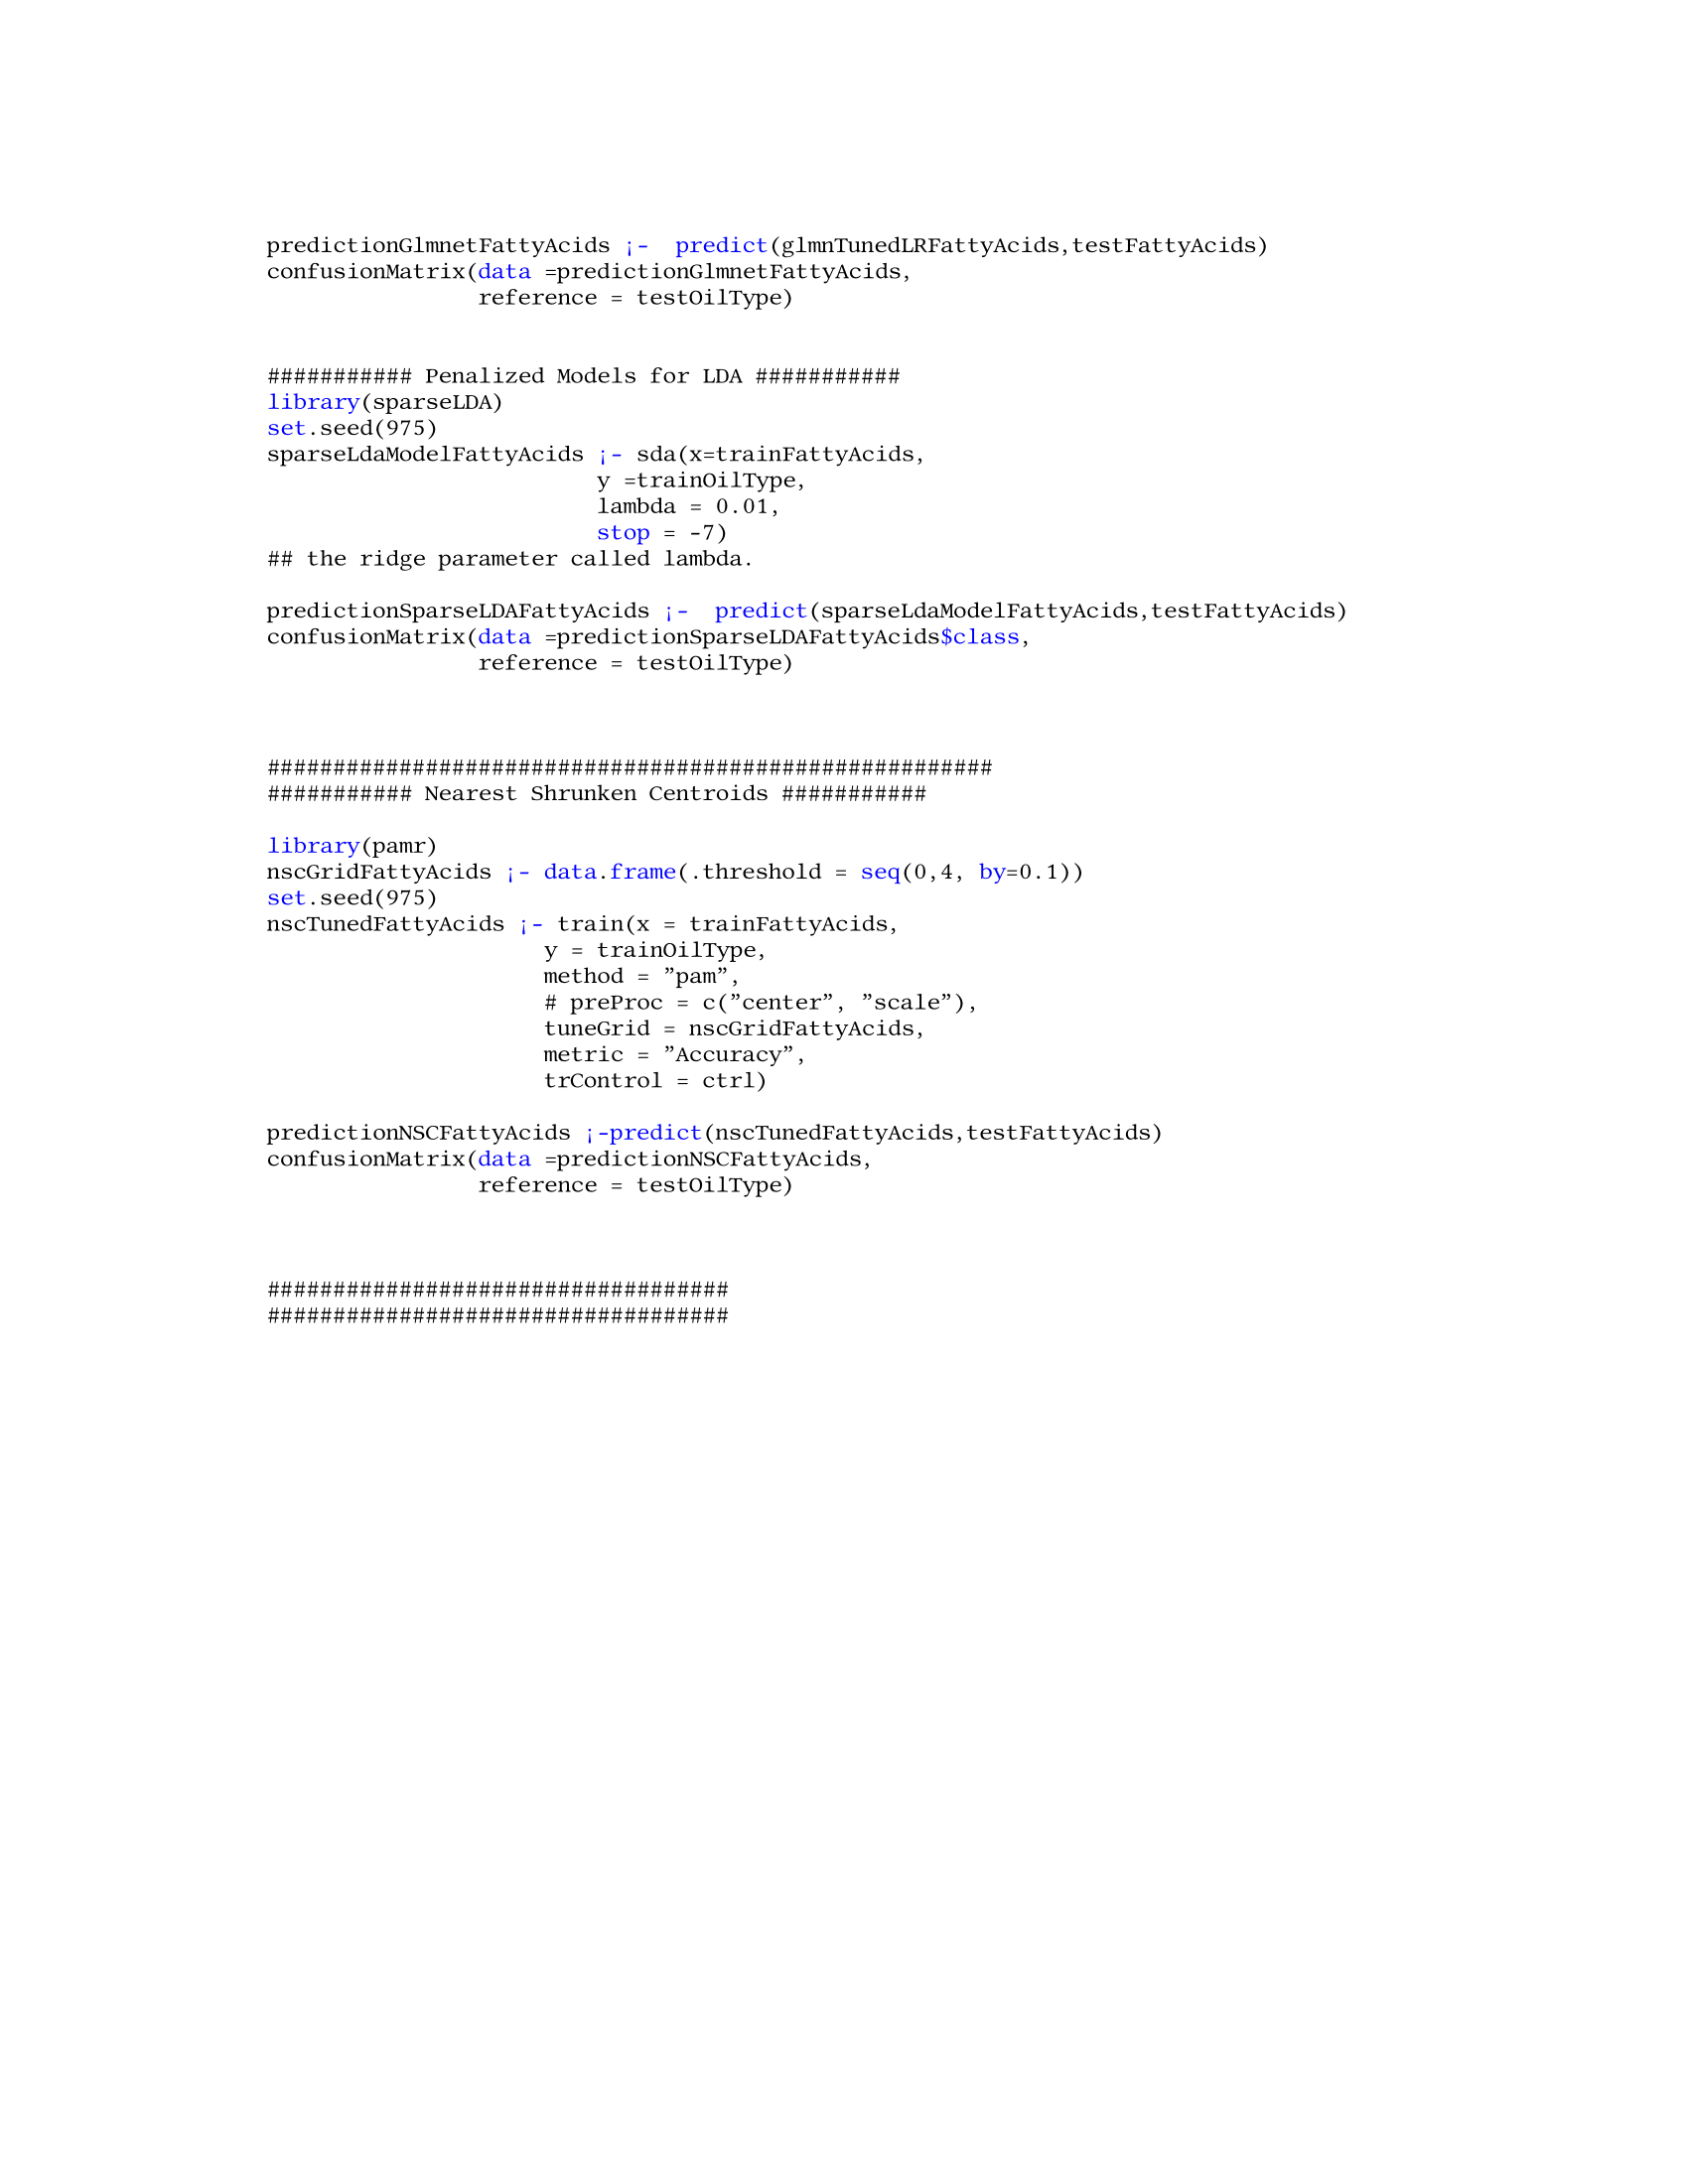 predictionGlmnetFattyAcids ¡-  predict(glmnTunedLRFattyAcids,testFattyAcids)
confusionMatrix(data =predictionGlmnetFattyAcids,
                reference = testOilType)
########### Penalized Models for LDA ###########
library(sparseLDA)
set.seed(975)
sparseLdaModelFattyAcids ¡- sda(x=trainFattyAcids,
                         y =trainOilType,
                         lambda = 0.01,
                         stop = -7)
## the ridge parameter called lambda.
predictionSparseLDAFattyAcids ¡-  predict(sparseLdaModelFattyAcids,testFattyAcids)
confusionMatrix(data =predictionSparseLDAFattyAcids$class,
                reference = testOilType)
#######################################################
########### Nearest Shrunken Centroids ###########
library(pamr)
nscGridFattyAcids ¡- data.frame(.threshold = seq(0,4, by=0.1))
set.seed(975)
nscTunedFattyAcids ¡- train(x = trainFattyAcids,
                     y = trainOilType,
                     method = ”pam”,
                     # preProc = c(”center”, ”scale”),
                     tuneGrid = nscGridFattyAcids,
                     metric = ”Accuracy”,
                     trControl = ctrl)
predictionNSCFattyAcids ¡-predict(nscTunedFattyAcids,testFattyAcids)
confusionMatrix(data =predictionNSCFattyAcids,
                reference = testOilType)
###################################
###################################